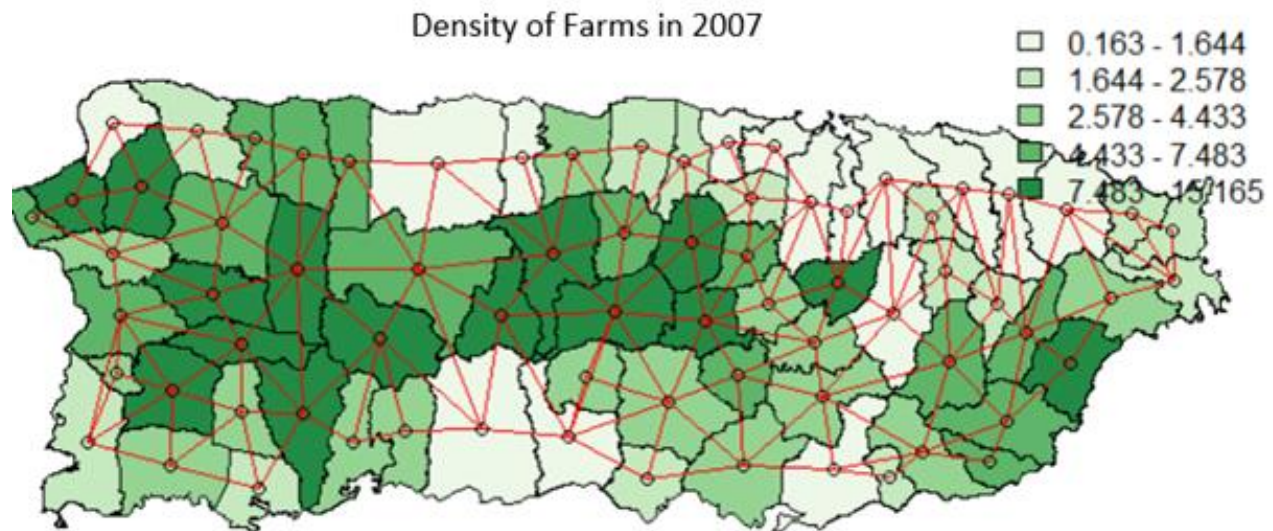 Density of Farms in 2007
0.163 - 1.644
1.644 - 2.578
2.578 - 4.433
4.433 - 7.483
7.483 - 15.165